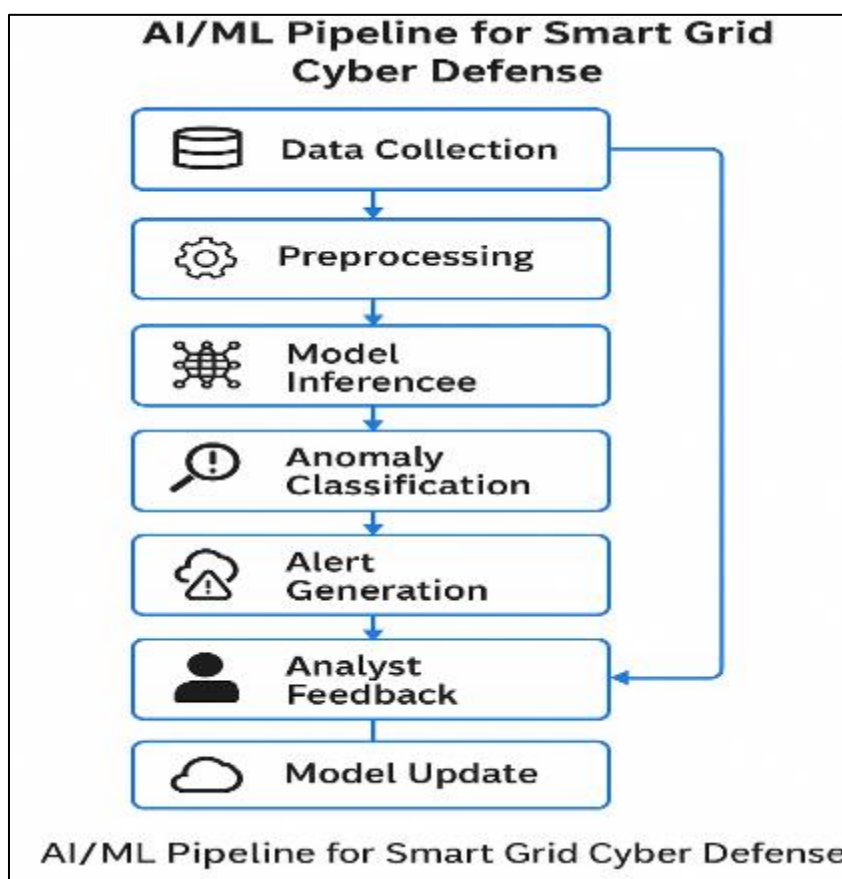 AI/ML Pipeline for Smart Grid
Cyber Defense
Data Collection
Preprocessing
Model
Inferencee
Anomaly
Classification
Alert
Generation
Analyst
Feedback
Model Update
AI/ML Pipeline for Smart Grid Cyber Defense